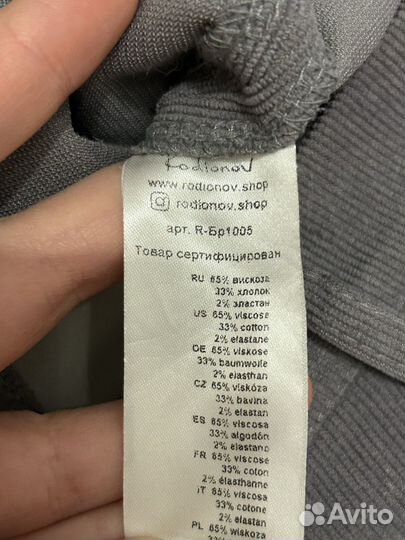 Rodionov
www.rodionov.shop
rodionov.shop
арт. R-Бр1005
Товар сертифицирован
RU 65% вискоза
33% хлопок
2% эластан
US 65% viscose
33% cotton
2% elastane
DE 65% viskose
33% baumwolle
2% elasthan
CZ 65% viskóza
33% bavlna
2% elastan
ES 65% viscosa
33% algodón
2% elastano
FR 65% viscose
33% coton
2% élasthanne
IT 65% viscosa
33% cotone
2% elastan
PL 65% wiskoza
33%
Avito